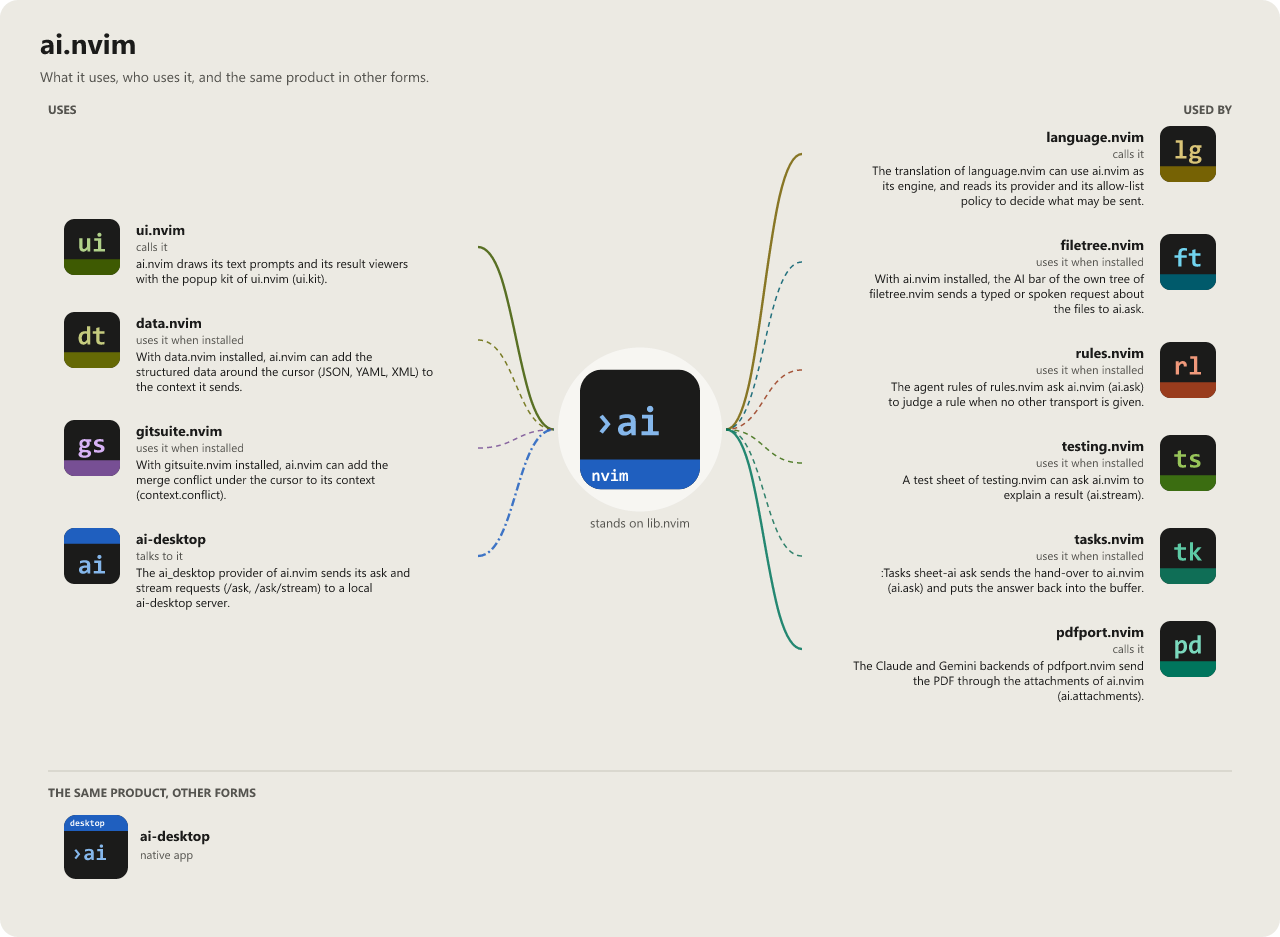 ai.nvim
What it uses, who uses it, and the same product in other forms.
USES
ui
ui.nvim
calls it
ai.nvim draws its text prompts and its result viewers
with the popup kit of ui.nvim (ui.kit).
dt
data.nvim
uses it when installed
With data.nvim installed, ai.nvim can add the
structured data around the cursor (JSON, YAML, XML) to
the context it sends.
gs
gitsuite.nvim
uses it when installed
With gitsuite.nvim installed, ai.nvim can add the
merge conflict under the cursor to its context
(context.conflict).
ai
ai-desktop
talks to it
The ai_desktop provider of ai.nvim sends its ask and
stream requests (/ask, /ask/stream) to a local
ai-desktop server.
›ai
nvim
stands on lib.nvim
USED BY
language.nvim
calls it
The translation of language.nvim can use ai.nvim as
its engine, and reads its provider and its allow-list
policy to decide what may be sent.
lg
filetree.nvim
uses it when installed
With ai.nvim installed, the AI bar of the own tree of
filetree.nvim sends a typed or spoken request about
the files to ai.ask.
ft
rules.nvim
uses it when installed
The agent rules of rules.nvim ask ai.nvim (ai.ask)
to judge a rule when no other transport is given.
rl
testing.nvim
uses it when installed
A test sheet of testing.nvim can ask ai.nvim to
explain a result (ai.stream).
ts
tasks.nvim
uses it when installed
:Tasks sheet-ai ask sends the hand-over to ai.nvim
(ai.ask) and puts the answer back into the buffer.
tk
pdfport.nvim
calls it
The Claude and Gemini backends of pdfport.nvim send
the PDF through the attachments of ai.nvim
(ai.attachments).
pd
THE SAME PRODUCT, OTHER FORMS
desktop
›ai
ai-desktop
native app